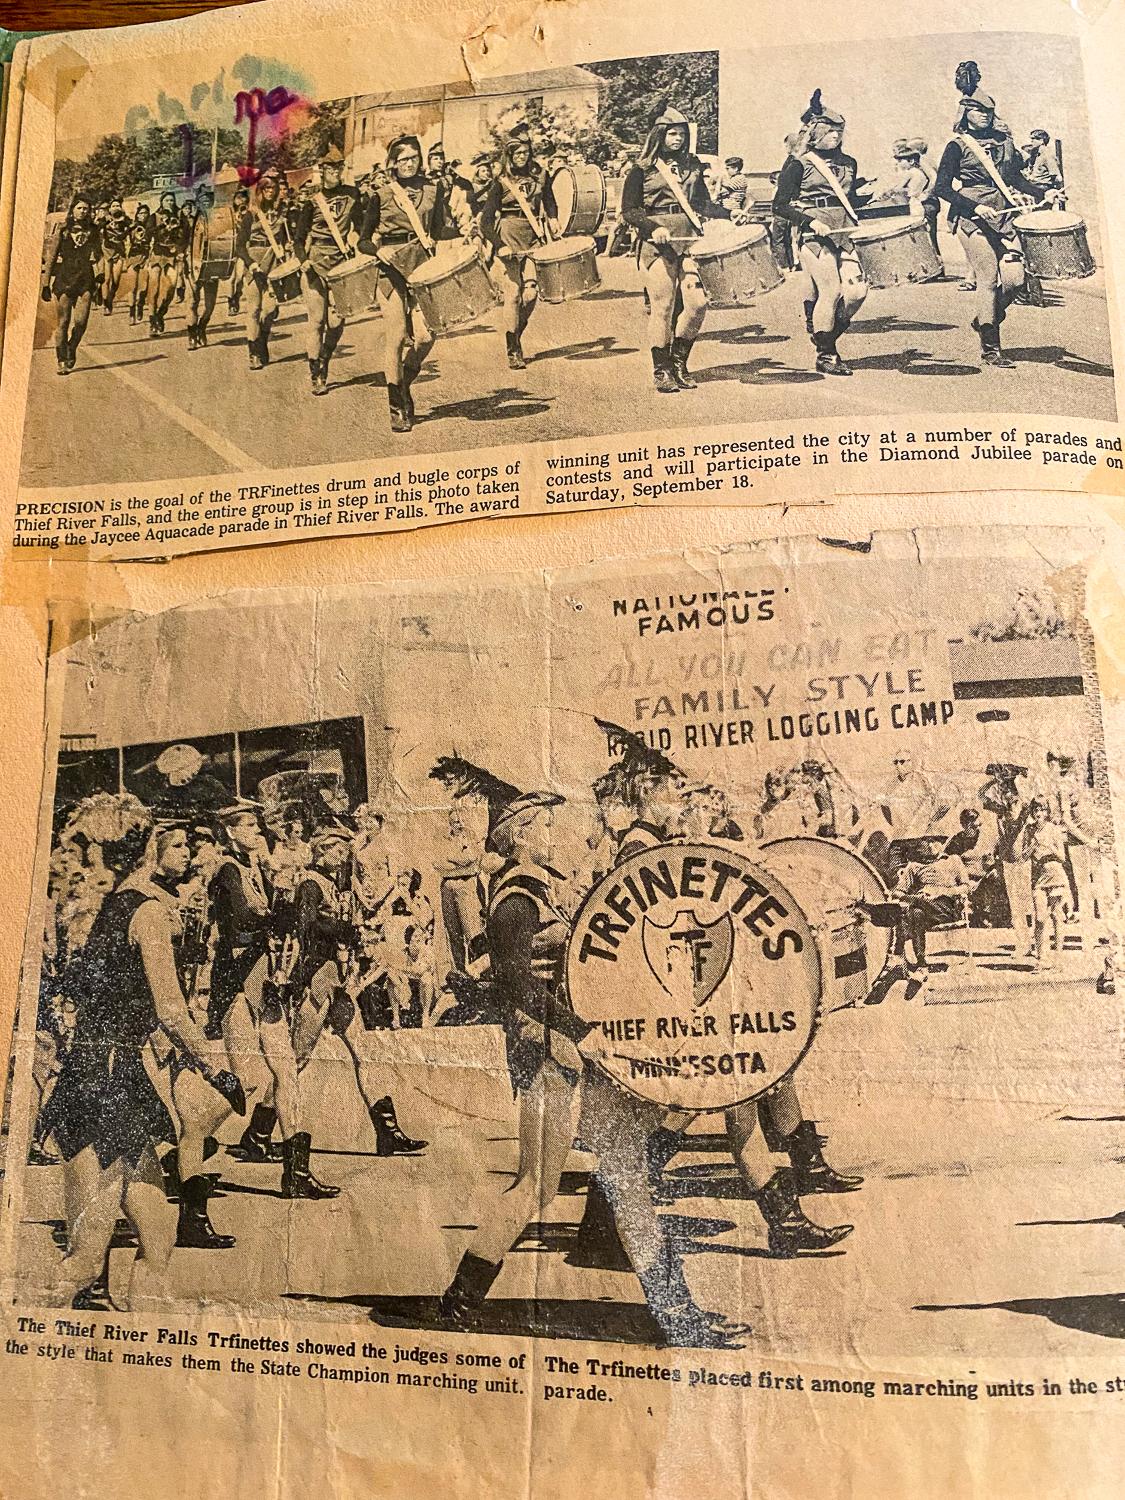 me
PRECISION is the goal of the TRFinettes drum and bugle corps of
Thief River Falls, and the entire group is in step in this photo taken
during the Jaycee Aquacade parade in Thief River Falls. The award
winning unit has represented the city at a number of parades and
contests and will participate in the Diamond Jubilee parade on
Saturday, September 18.
FAMOUS
ALL YOU CAN EAT
FAMILY STYLE
RIVER LOGGING CAMP
TRFINETTES
TF
THIEF RIVER FALLS
MINNESOTA
The Thief River Falls Trfinettes showed the judges some of
the style that makes them the State Champion marching unit.
The Trfinettes placed first among marching units in the
parade.